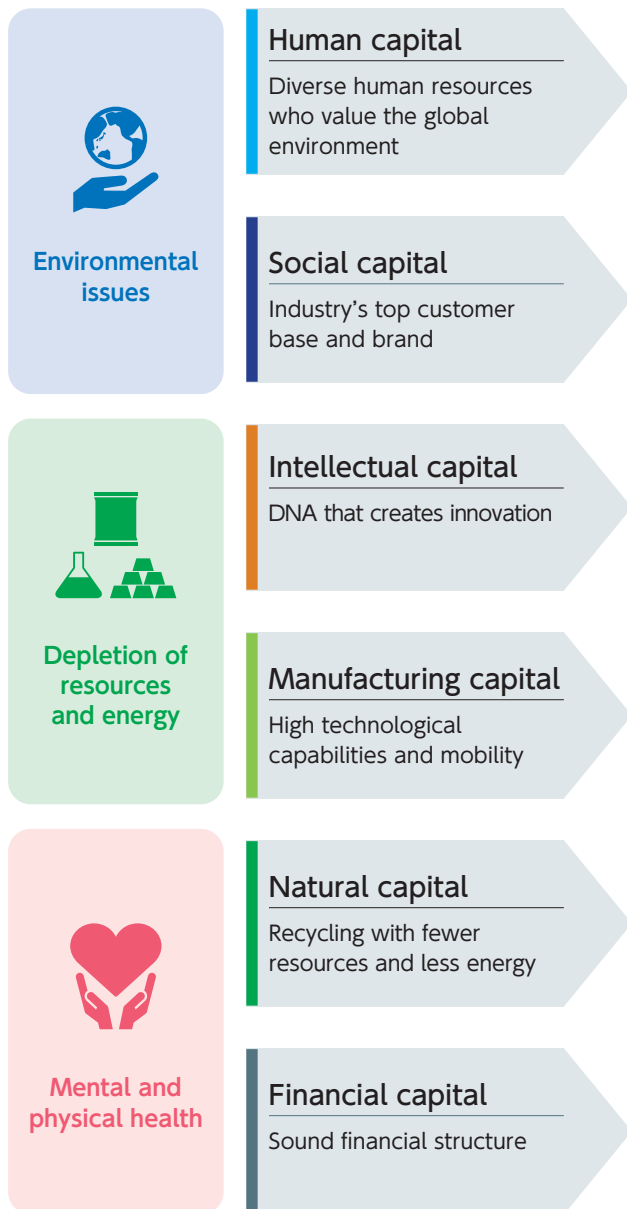 Environmental
issues
Depletion of
resources
and energy
Mental and
physical health
Human capital
Diverse human resources
who value the global
environment
Social capital
Industry’s top customer
base and brand
Intellectual capital
DNA that creates innovation
Manufacturing capital
High technological
capabilities and mobility
Natural capital
Recycling with fewer
resources and less energy
Financial capital
Sound financial structure